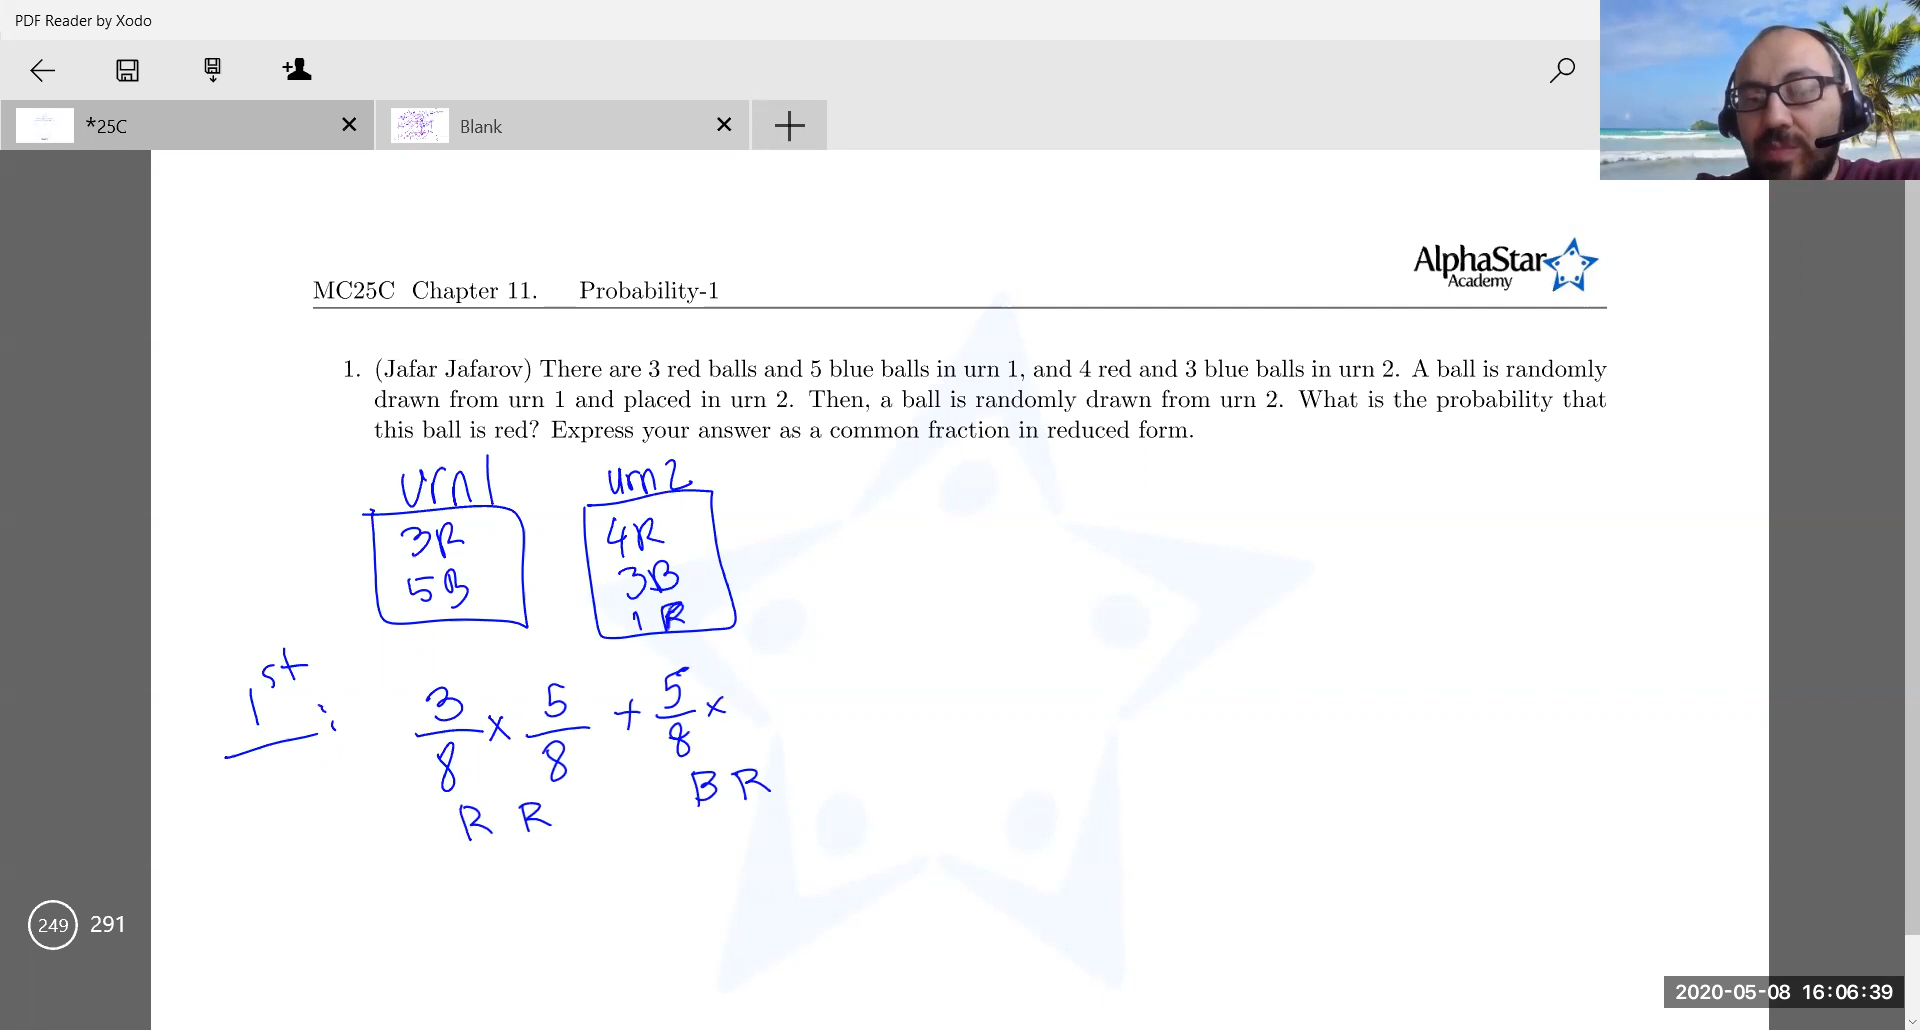 PDF Reader by Xodo
*25C
Blank
AlphaStar
Academy
MC25C Chapter 11. Probability-1
1. (Jafar Jafarov) There are 3 red balls and 5 blue balls in urn 1, and 4 red and 3 blue balls in urn 2. A ball is randomly
drawn from urn 1 and placed in urn 2. Then, a ball is randomly drawn from urn 2. What is the probability that
this ball is red? Express your answer as a common fraction in reduced form.
urn 1 urn 2
3R 4R
5B 3B
1 R
1st : 3/8 × 5/8 + 5/8 ×
R R B R
249 291
2020-05-08 16:06:39